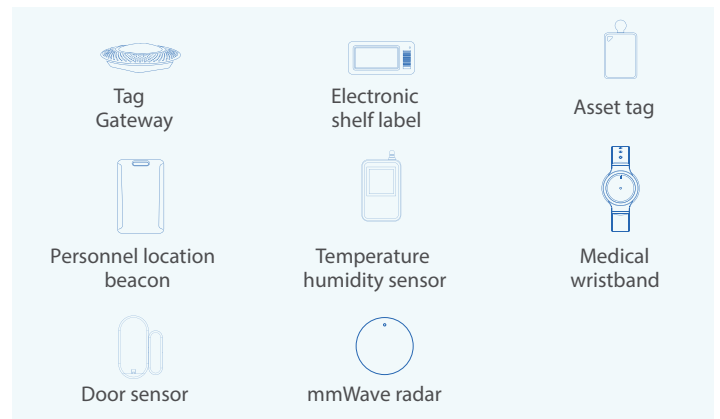 Tag
Gateway
Electronic
shelf label
Asset tag
Personnel location
beacon
Temperature
humidity sensor
Medical
wristband
Door sensor
mmWave radar